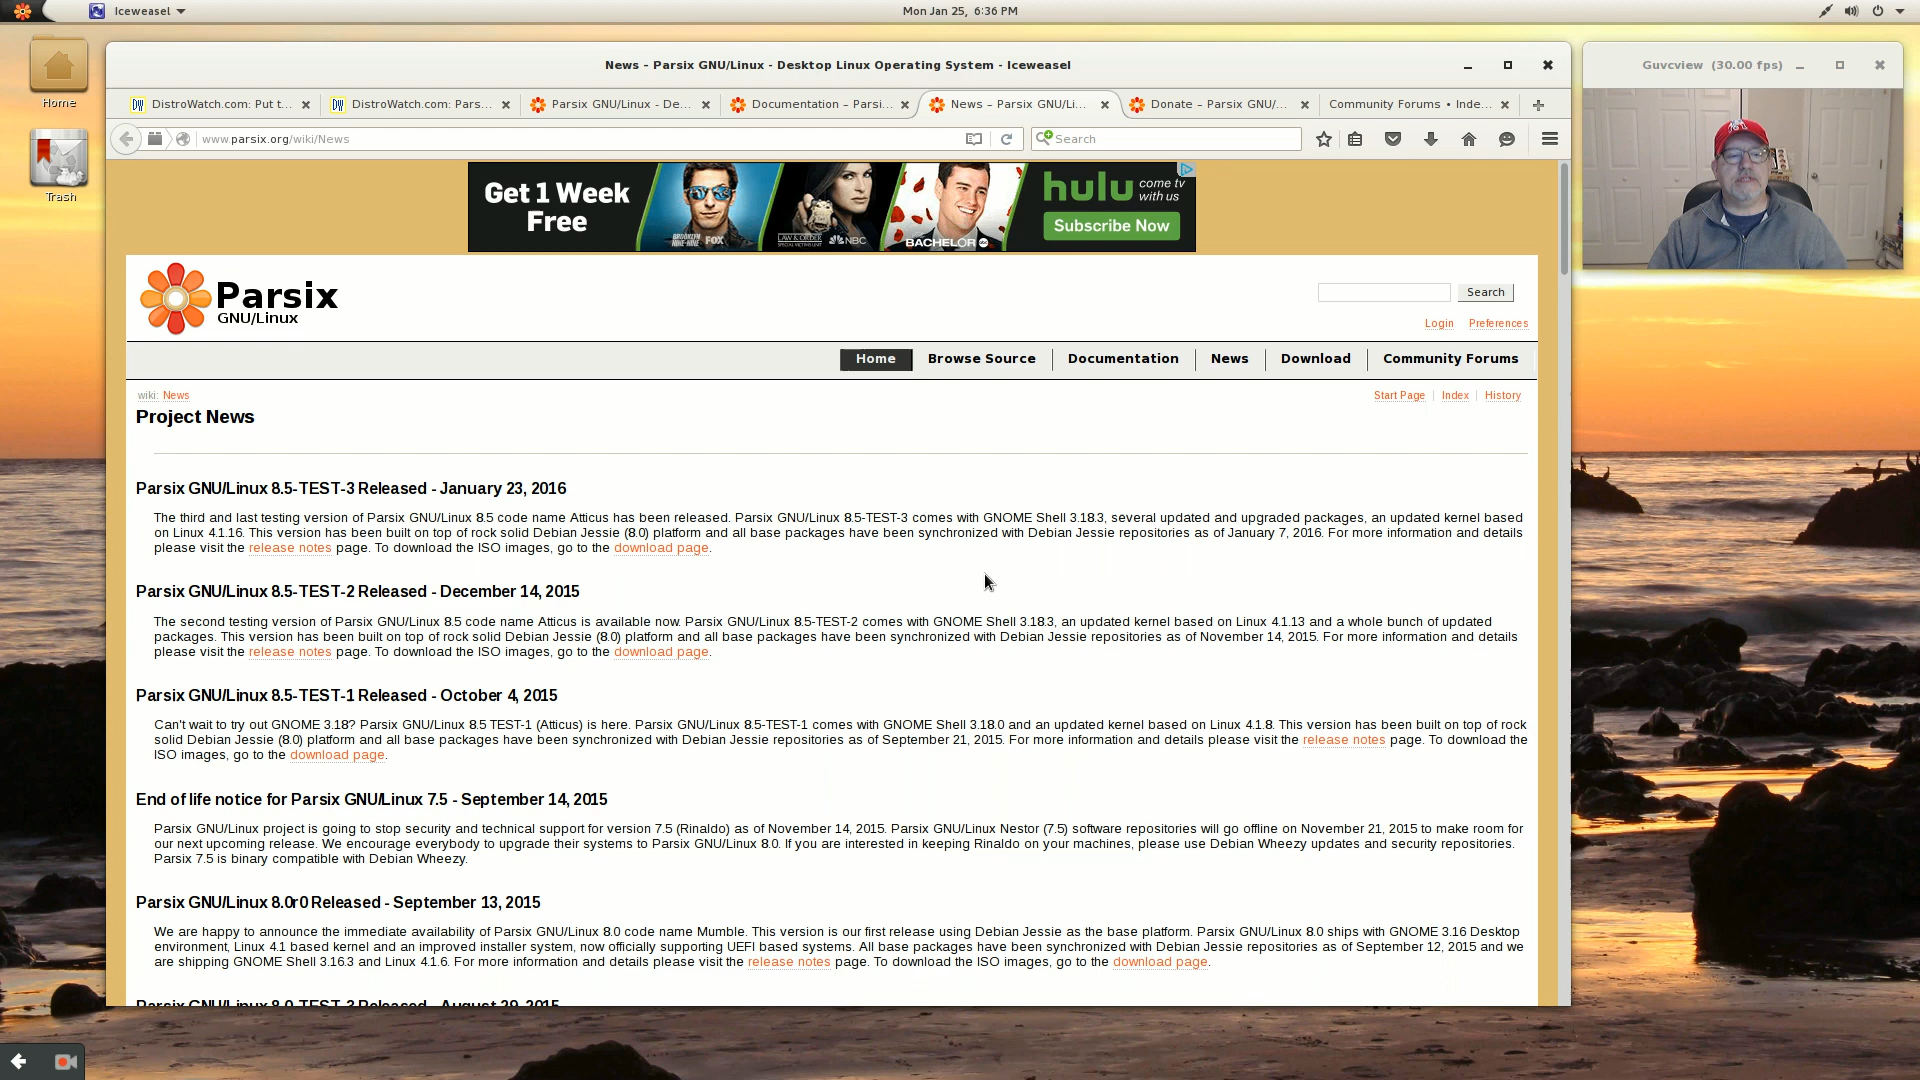 Iceweasel
Mon Jan 25, 6:36 PM
Home
Trash
News – Parsix GNU/Linux - Desktop Linux Operating System - Iceweasel
Guvcview (30.00 fps)
DistroWatch.com: Put t...
DistroWatch.com: Pars...
Parsix GNU/Linux - De...
Documentation – Parsi...
News – Parsix GNU/Li...
Donate – Parsix GNU/...
Community Forums • Inde...
www.parsix.org/wiki/News
Search
Get 1 Week
Free
BROOKLYN
NINE-NINE FOX
LAW & ORDER
SPECIAL VICTIMS UNIT NBC
BACHELOR abc
hulu come tv
with us
Subscribe Now
Parsix
GNU/Linux
Search
Login Preferences
Home Browse Source Documentation News Download Community Forums
wiki: News
Start Page Index History
Project News
Parsix GNU/Linux 8.5-TEST-3 Released - January 23, 2016
The third and last testing version of Parsix GNU/Linux 8.5 code name Atticus has been released. Parsix GNU/Linux 8.5-TEST-3 comes with GNOME Shell 3.18.3, several updated and upgraded packages, an updated kernel based
on Linux 4.1.16. This version has been built on top of rock solid Debian Jessie (8.0) platform and all base packages have been synchronized with Debian Jessie repositories as of January 7, 2016. For more information and details
please visit the release notes page. To download the ISO images, go to the download page.
Parsix GNU/Linux 8.5-TEST-2 Released - December 14, 2015
The second testing version of Parsix GNU/Linux 8.5 code name Atticus is available now. Parsix GNU/Linux 8.5-TEST-2 comes with GNOME Shell 3.18.3, an updated kernel based on Linux 4.1.13 and a whole bunch of updated
packages. This version has been built on top of rock solid Debian Jessie (8.0) platform and all base packages have been synchronized with Debian Jessie repositories as of November 14, 2015. For more information and details
please visit the release notes page. To download the ISO images, go to the download page.
Parsix GNU/Linux 8.5-TEST-1 Released - October 4, 2015
Can't wait to try out GNOME 3.18? Parsix GNU/Linux 8.5 TEST-1 (Atticus) is here. Parsix GNU/Linux 8.5-TEST-1 comes with GNOME Shell 3.18.0 and an updated kernel based on Linux 4.1.8. This version has been built on top of rock
solid Debian Jessie (8.0) platform and all base packages have been synchronized with Debian Jessie repositories as of September 21, 2015. For more information and details please visit the release notes page. To download the
ISO images, go to the download page.
End of life notice for Parsix GNU/Linux 7.5 - September 14, 2015
Parsix GNU/Linux project is going to stop security and technical support for version 7.5 (Rinaldo) as of November 14, 2015. Parsix GNU/Linux Nestor (7.5) software repositories will go offline on November 21, 2015 to make room for
our next upcoming release. We encourage everybody to upgrade their systems to Parsix GNU/Linux 8.0. If you are interested in keeping Rinaldo on your machines, please use Debian Wheezy updates and security repositories.
Parsix 7.5 is binary compatible with Debian Wheezy.
Parsix GNU/Linux 8.0r0 Released - September 13, 2015
We are happy to announce the immediate availability of Parsix GNU/Linux 8.0 code name Mumble. This version is our first release using Debian Jessie as the base platform. Parsix GNU/Linux 8.0 ships with GNOME 3.16 Desktop
environment, Linux 4.1 based kernel and an improved installer system, now officially supporting UEFI based systems. All base packages have been synchronized with Debian Jessie repositories as of September 12, 2015 and we
are shipping GNOME Shell 3.16.3 and Linux 4.1.6. For more information and details please visit the release notes page. To download the ISO images, go to the download page.
Parsix GNU/Linux 8.0-TEST-3 Released - August 29, 2015